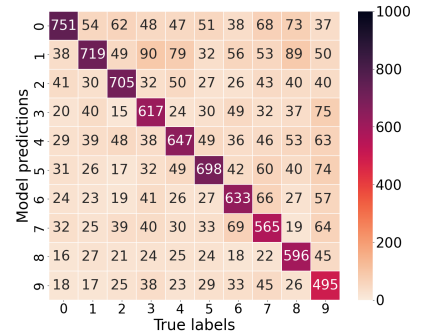 Model predictions
0 751 54 62 48 47 51 38 68 73 37
1 38 719 49 90 79 32 56 53 89 50
2 41 30 705 32 50 27 26 43 40 40
3 20 40 15 617 24 30 49 32 37 75
4 29 39 48 38 647 49 36 46 53 63
5 31 26 17 32 49 698 42 60 40 74
6 24 23 19 41 26 27 633 66 27 57
7 32 25 39 40 30 33 69 565 19 64
8 16 27 21 24 25 24 18 22 596 45
9 18 17 25 38 23 29 33 45 26 495
0 1 2 3 4 5 6 7 8 9
True labels
1000
800
600
400
200
0